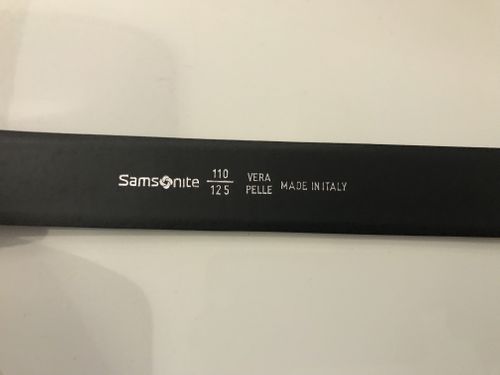 Samsonite 110 VERA MADE IN ITALY
125 PELLE